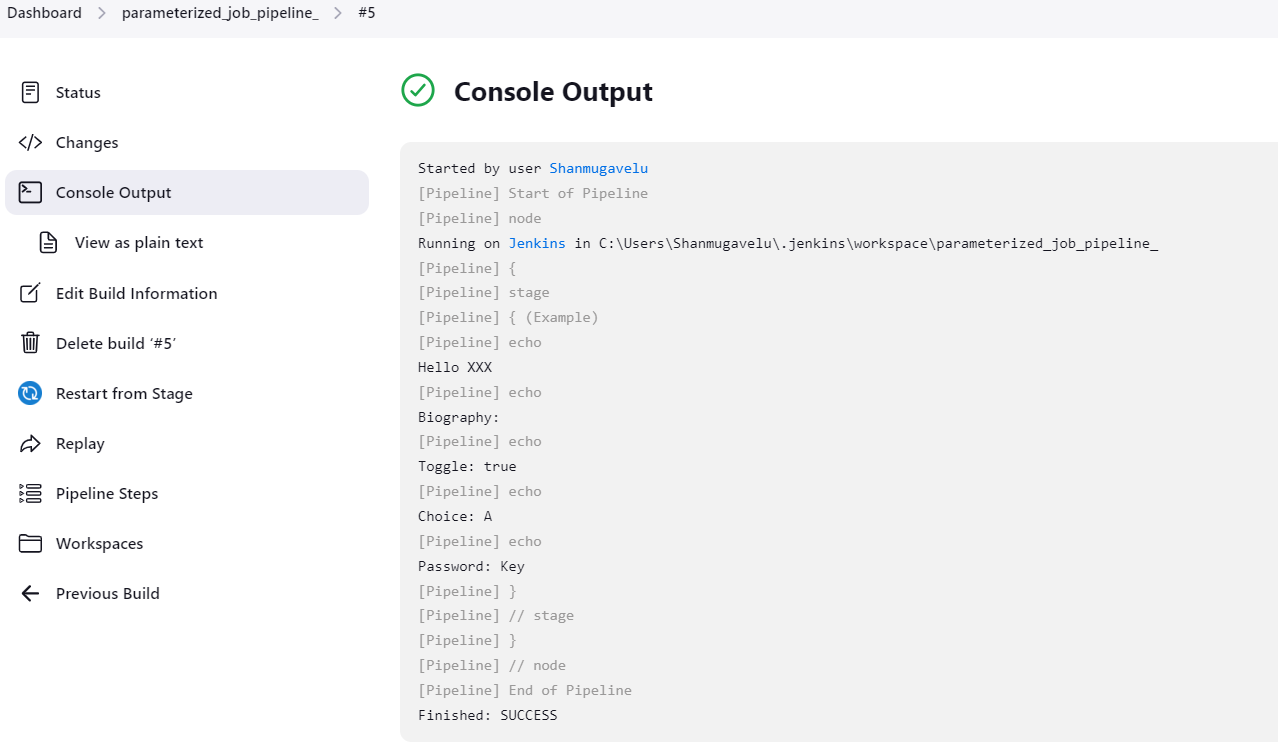 Dashboard > parameterized_job_pipeline_ > #5
Status
Changes
Console Output
View as plain text
Edit Build Information
Delete build ‘#5’
Restart from Stage
Replay
Pipeline Steps
Workspaces
Previous Build
Console Output
Started by user Shanmugavelu
[Pipeline] Start of Pipeline
[Pipeline] node
Running on Jenkins in C:\Users\Shanmugavelu\.jenkins\workspace\parameterized_job_pipeline_
[Pipeline] {
[Pipeline] stage
[Pipeline] { (Example)
[Pipeline] echo
Hello XXX
[Pipeline] echo
Biography:
[Pipeline] echo
Toggle: true
[Pipeline] echo
Choice: A
[Pipeline] echo
Password: Key
[Pipeline] }
[Pipeline] // stage
[Pipeline] }
[Pipeline] // node
[Pipeline] End of Pipeline
Finished: SUCCESS